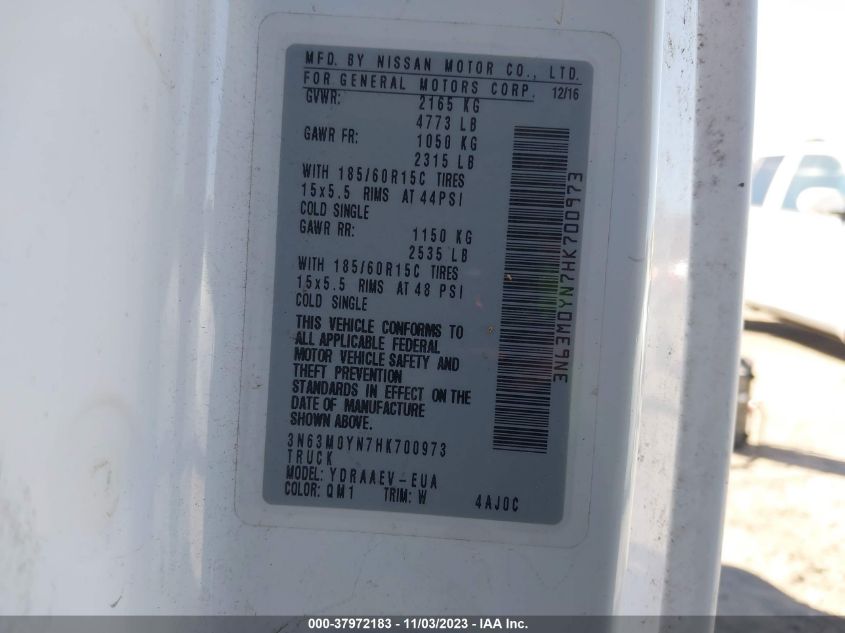 MFD. BY NISSAN MOTOR CO., LTD.
FOR GENERAL MOTORS CORP. 12/16
GVWR: 2165 KG
4773 LB
GAWR FR: 1050 KG
2315 LB
WITH 185/60R15C TIRES
15x5.5 RIMS AT 44PSI
COLD SINGLE
GAWR RR: 1150 KG
2535 LB
WITH 185/60R15C TIRES
15x5.5 RIMS AT 48 PSI
COLD SINGLE
THIS VEHICLE CONFORMS TO
ALL APPLICABLE FEDERAL
MOTOR VEHICLE SAFETY AND
THEFT PREVENTION
STANDARDS IN EFFECT ON THE
DATE OF MANUFACTURE
SHOWN ABOVE.
3N63M0YN7HK700973
TRUCK
MODEL: YDRAAEV-EUA
COLOR: QM1 TRIM: W 4AJ0C
3N63M0YN7HK700973
000-37972183 - 11/03/2023 - IAAI, Inc.